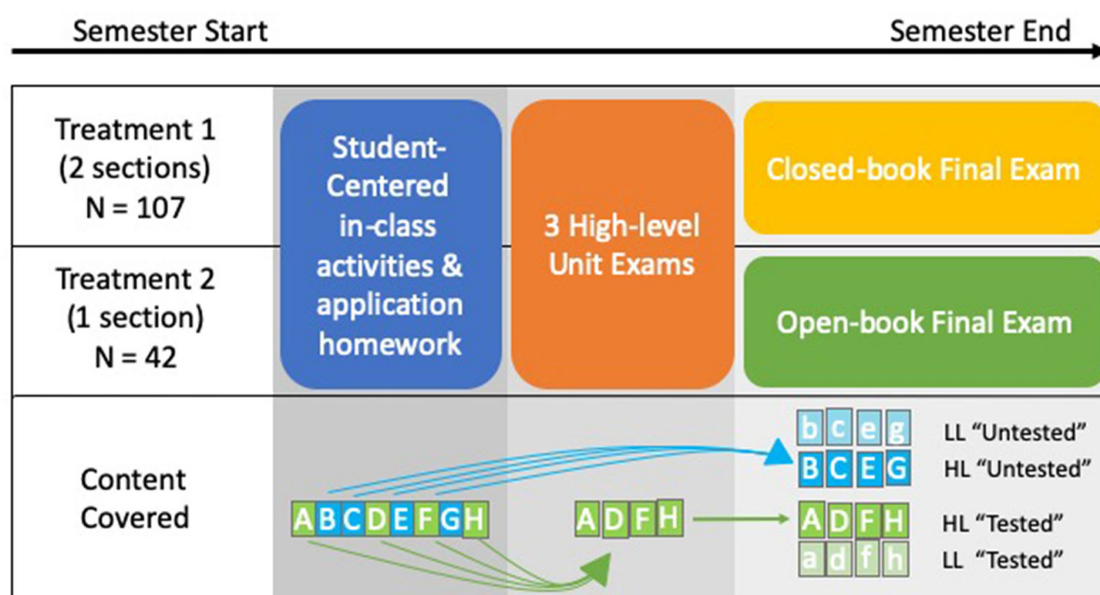 Semester Start
Semester End
Treatment 1
(2 sections)
N = 107
Student-
Centered
in-class
activities &
application
homework
3 High-level
Unit Exams
Closed-book Final Exam
Treatment 2
(1 section)
N = 42
Open-book Final Exam
Content
Covered
A B C D E F G H
A D F H
b c e g LL “Untested”
B C E G HL “Untested”
A D F H HL “Tested”
a d f h LL “Tested”